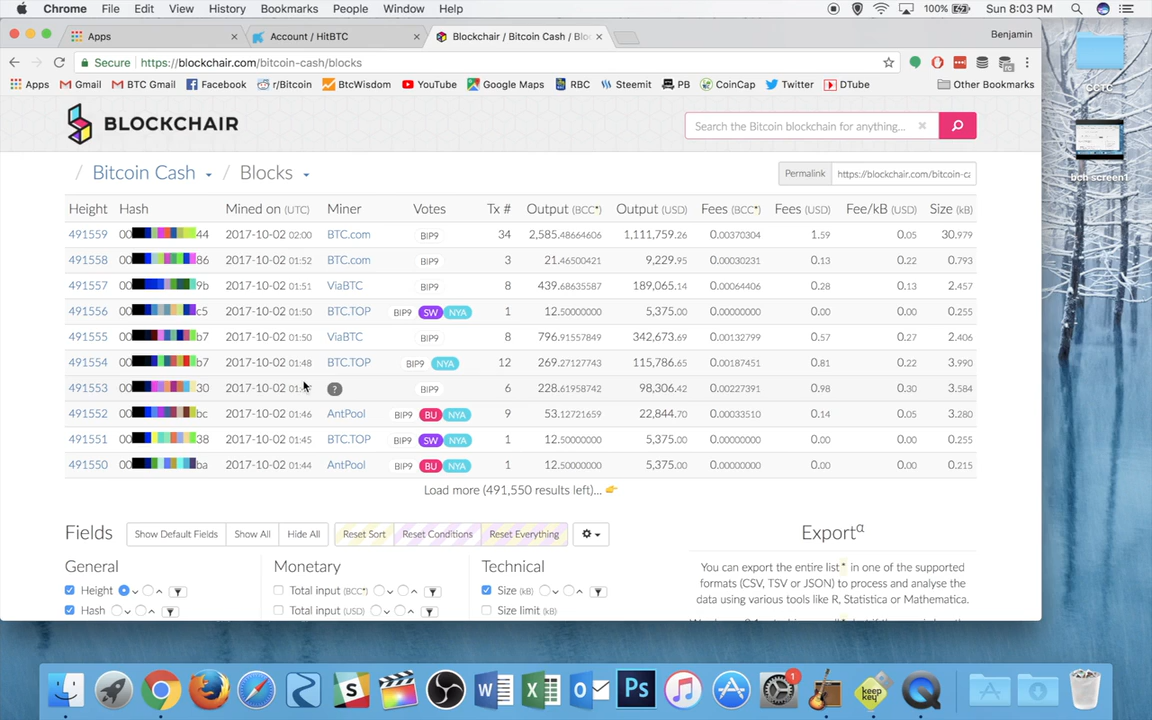 Chrome File Edit View History Bookmarks People Window Help 100% Sun 8:03 PM
Apps Account / HitBTC Blockchair / Bitcoin Cash / Blo Benjamin
Secure https://blockchair.com/bitcoin-cash/blocks
Apps Gmail BTC Gmail Facebook r/Bitcoin BtcWisdom YouTube Google Maps RBC Steemit PB CoinCap Twitter DTube Other Bookmarks
BLOCKCHAIR Search the Bitcoin blockchain for anything...
/ Bitcoin Cash / Blocks Permalink https://blockchair.com/bitcoin-ca
Height Hash Mined on (UTC) Miner Votes Tx # Output (BCC*) Output (USD) Fees (BCC*) Fees (USD) Fee/kB (USD) Size (kB)
491559 00 44 2017-10-02 02:00 BTC.com BIP9 34 2,585.48664606 1,111,759.26 0.00370304 1.59 0.05 30.979
491558 00 86 2017-10-02 01:52 BTC.com BIP9 3 21.46500421 9,229.95 0.00030231 0.13 0.22 0.793
491557 00 9b 2017-10-02 01:51 ViaBTC BIP9 8 439.68635587 189,065.14 0.00064406 0.28 0.13 2.457
491556 00 c5 2017-10-02 01:50 BTC.TOP BIP9 SW NYA 1 12.50000000 5,375.00 0.00000000 0.00 0.00 0.255
491555 00 b7 2017-10-02 01:50 ViaBTC BIP9 8 796.91557849 342,673.69 0.00132799 0.57 0.27 2.406
491554 00 b7 2017-10-02 01:48 BTC.TOP BIP9 NYA 12 269.27127743 115,786.65 0.00187451 0.81 0.22 3.990
491553 00 30 2017-10-02 ? BIP9 6 228.61958742 98,306.42 0.00227391 0.98 0.30 3.584
491552 00 bc 2017-10-02 01:46 AntPool BIP9 BU NYA 9 53.12721659 22,844.70 0.00033510 0.14 0.05 3.280
491551 00 38 2017-10-02 01:45 BTC.TOP BIP9 SW NYA 1 12.50000000 5,375.00 0.00000000 0.00 0.00 0.255
491550 00 ba 2017-10-02 01:44 AntPool BIP9 BU NYA 1 12.50000000 5,375.00 0.00000000 0.00 0.00 0.215
Load more (491,550 results left)...
Fields Show Default Fields Show All Hide All Reset Sort Reset Conditions Reset Everything Exportα
General Monetary Technical
You can export the entire list * in one of the supported
formats (CSV, TSV or JSON) to process and analyse the
data using various tools like R, Statistica or Mathematica.
Height Total input (BCC*) Size (kB)
Hash Total input (USD) Size limit (kB)
CCTC
bch-screen1
1
keep key